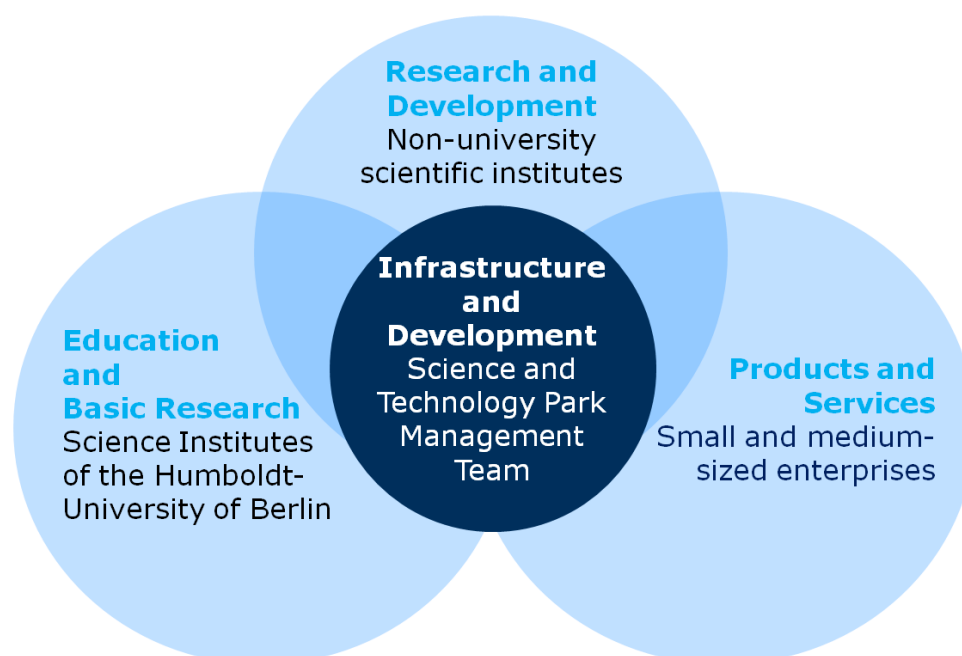 Research and
Development
Non-university
scientific institutes
Infrastructure
and
Development
Science and
Technology Park
Management
Team
Education
and
Basic Research
Science Institutes
of the Humboldt-
University of Berlin
Products and
Services
Small and medium-
sized enterprises